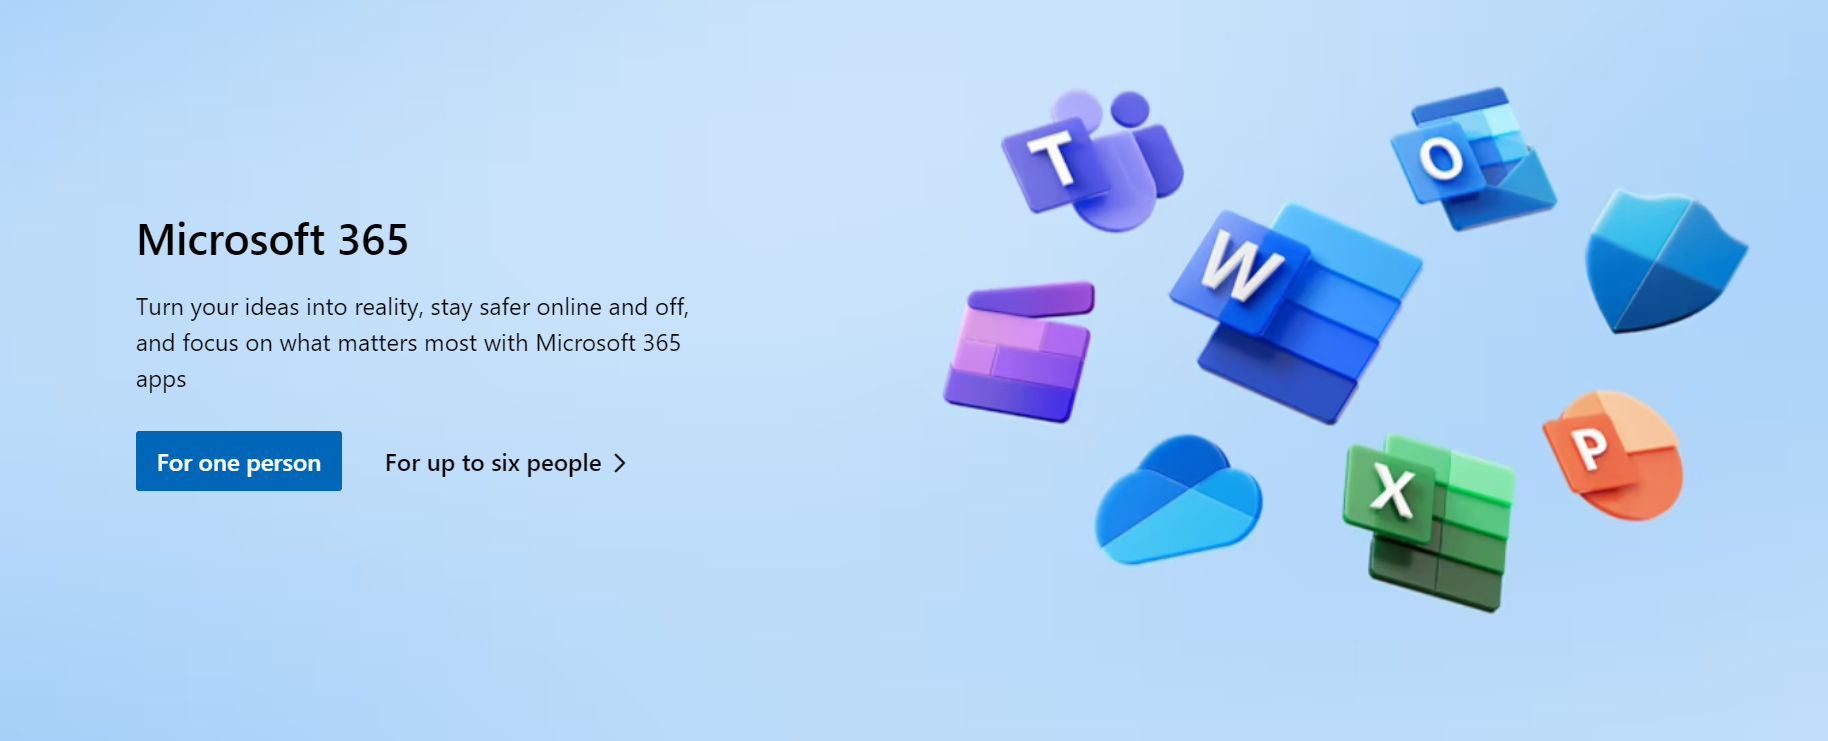 Microsoft 365
Turn your ideas into reality, stay safer online and off,
and focus on what matters most with Microsoft 365
apps
For one person
For up to six people
T
O
W
X
P